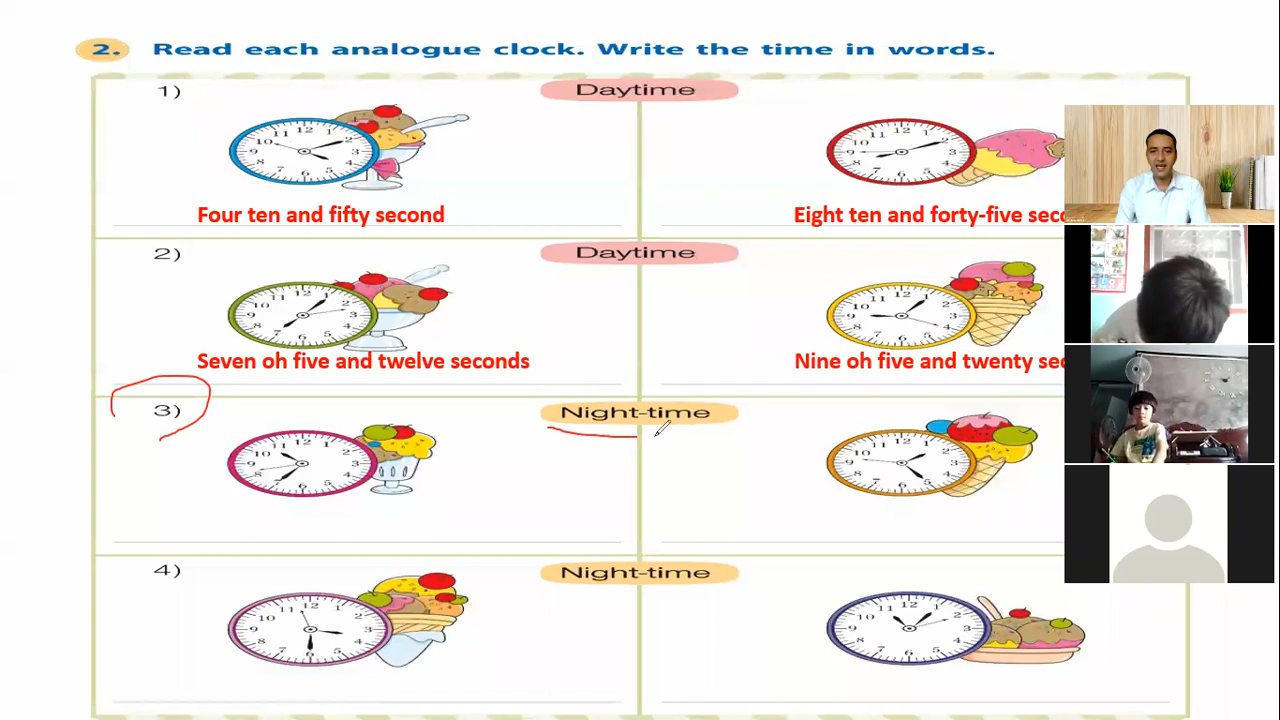 2. Read each analogue clock. Write the time in words.
1) Daytime
Four ten and fifty second
Eight ten and forty-five
2) Daytime
Seven oh five and twelve seconds
Nine oh five and twenty
3) Night-time
4) Night-time